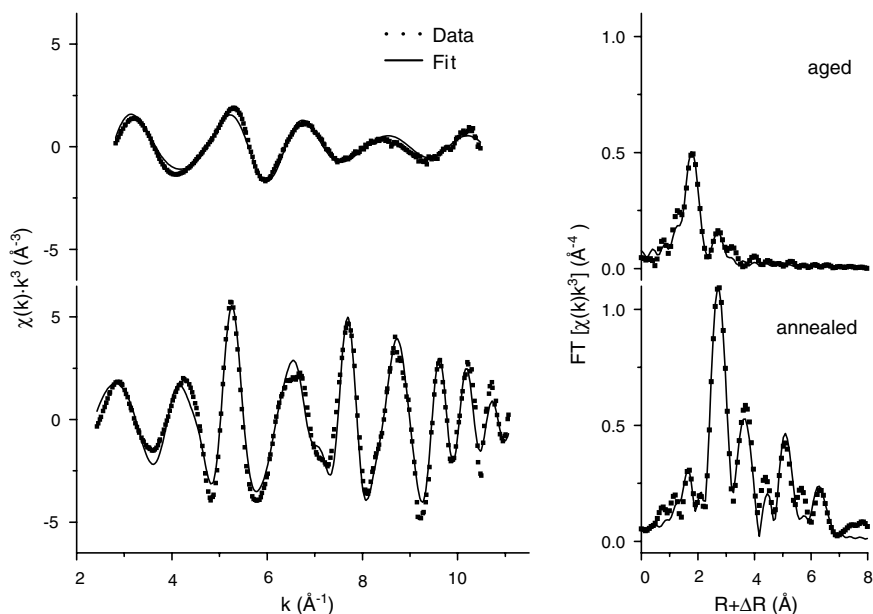 5
0
-5
5
0
-5
χ(k)·k³ (Å⁻³)
2 4 6 8 10
k (Å⁻¹)
Data
Fit
1.0
0.5
0.0
1.0
0.5
0.0
FT [χ(k)k³] (Å⁻⁴)
aged
annealed
0 2 4 6 8
R+ΔR (Å)